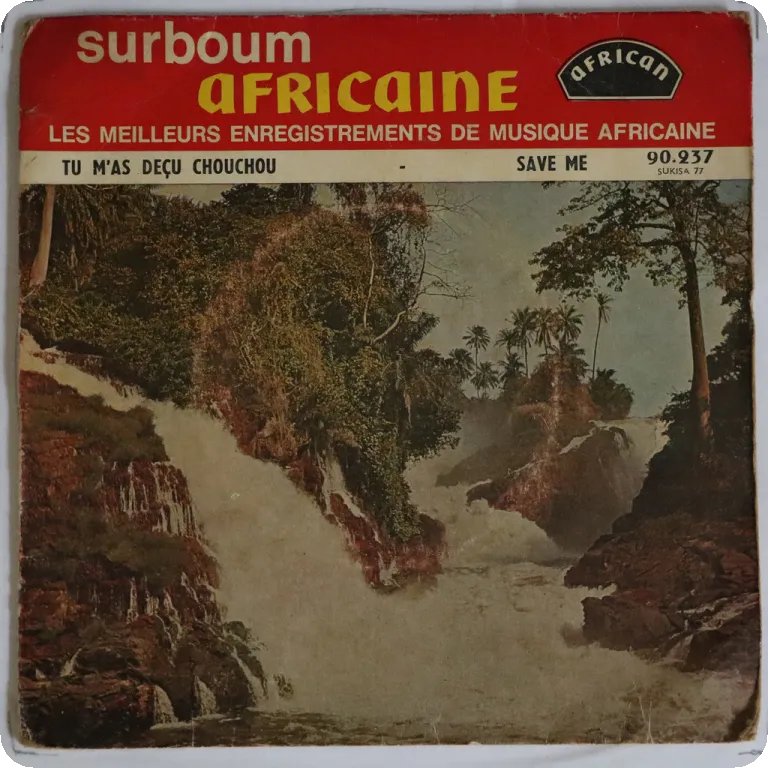 surboum
AFRICAINE
AFRICAN
LES MEILLEURS ENREGISTREMENTS DE MUSIQUE AFRICAINE
TU M'AS DEÇU CHOUCHOU - SAVE ME 90.237
SUKISA 77